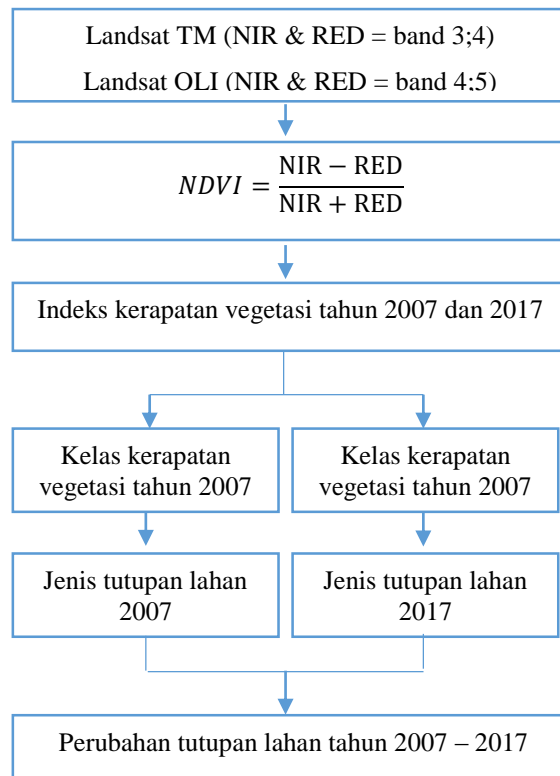 Landsat TM (NIR & RED = band 3;4)
Landsat OLI (NIR & RED = band 4;5)
NDVI = (NIR − RED) / (NIR + RED)
Indeks kerapatan vegetasi tahun 2007 dan 2017
Kelas kerapatan
vegetasi tahun 2007
Kelas kerapatan
vegetasi tahun 2007
Jenis tutupan lahan
2007
Jenis tutupan lahan
2017
Perubahan tutupan lahan tahun 2007 – 2017